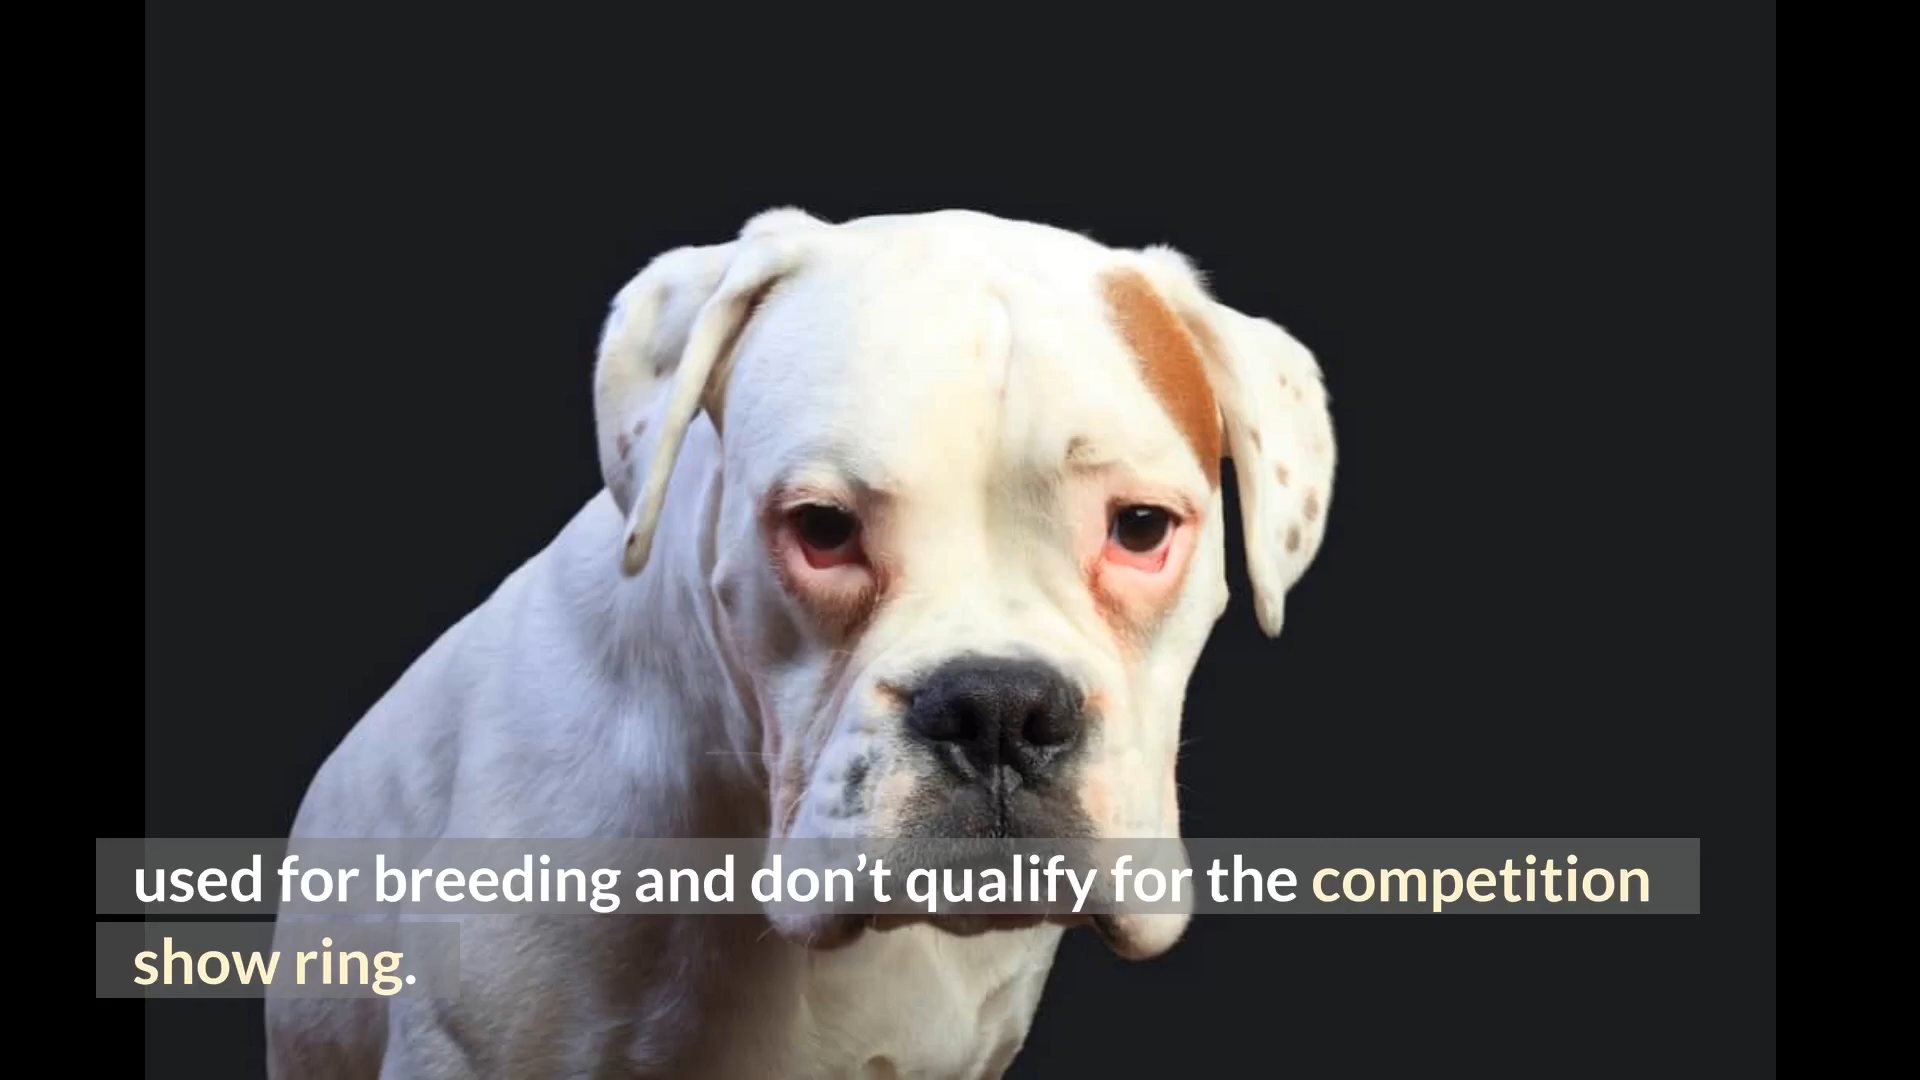 used for breeding and don’t qualify for the competition
show ring.